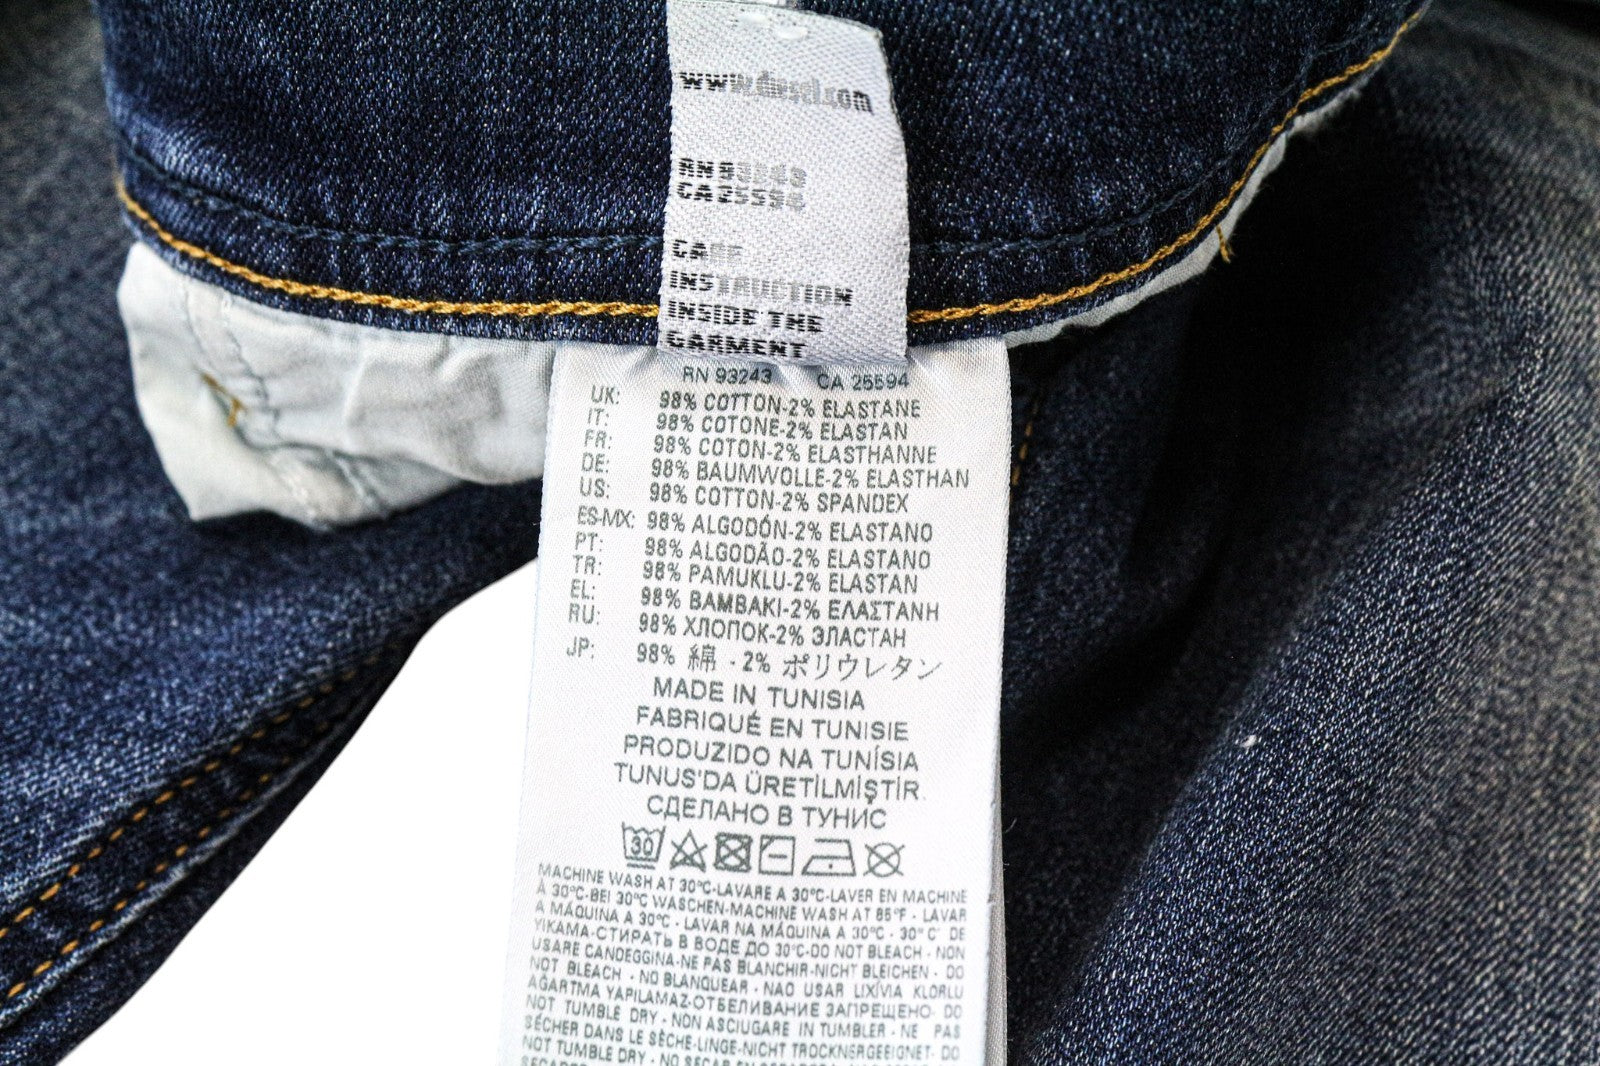 RN 93243
CA 25594
CARE
INSTRUCTION
INSIDE THE
GARMENT
RN 93243 CA 25594
UK: 98% COTTON-2% ELASTANE
IT: 98% COTONE-2% ELASTAN
FR: 98% COTON-2% ELASTHANNE
DE: 98% BAUMWOLLE-2% ELASTHAN
US: 98% COTTON-2% SPANDEX
ES-MX: 98% ALGODÓN-2% ELASTANO
PT: 98% ALGODÃO-2% ELASTANO
TR: 98% PAMUKLU-2% ELASTAN
EL: 98% ΒΑΜΒΑΚΙ-2% ΕΛΑΣΤΑΝΗ
RU: 98% ХЛОПОК-2% ЭЛАСТАН
JP: 98% 綿 - 2% ポリウレタン
MADE IN TUNISIA
FABRIQUÉ EN TUNISIE
PRODUZIDO NA TUNÍSIA
TUNUS'DA ÜRETİLMİŞTİR.
СДЕЛАНО В ТУНИС
30
MACHINE WASH AT 30°C-LAVARE A 30°C-LAVER EN MACHINE
À 30°C-BEI 30°C WASCHEN-MACHINE WASH AT 85°F - LAVAR
A MÁQUINA A 30°C - LAVAR NA MÁQUINA A 30°C - 30° C' DE
YIKAMA-СТИРАТЬ В ВОДЕ ДО 30°C-DO NOT BLEACH - NON
USARE CANDEGGINA-NE PAS BLANCHIR-NICHT BLEICHEN - DO
NOT BLEACH - NO BLANQUEAR - NAO USAR LIXÍVIA KLORLU
AĞARTMA YAPILAMAZ-ОТБЕЛИВАНИЕ ЗАПРЕЩЕНО- DO
NOT TUMBLE DRY - NON ASCIUGARE IN TUMBLER - NE PAS
SÉCHER DANS LE SÈCHE-LINGE-NICHT TROCKNERGEEIGNET- DO
NOT TUMBLE DRY -